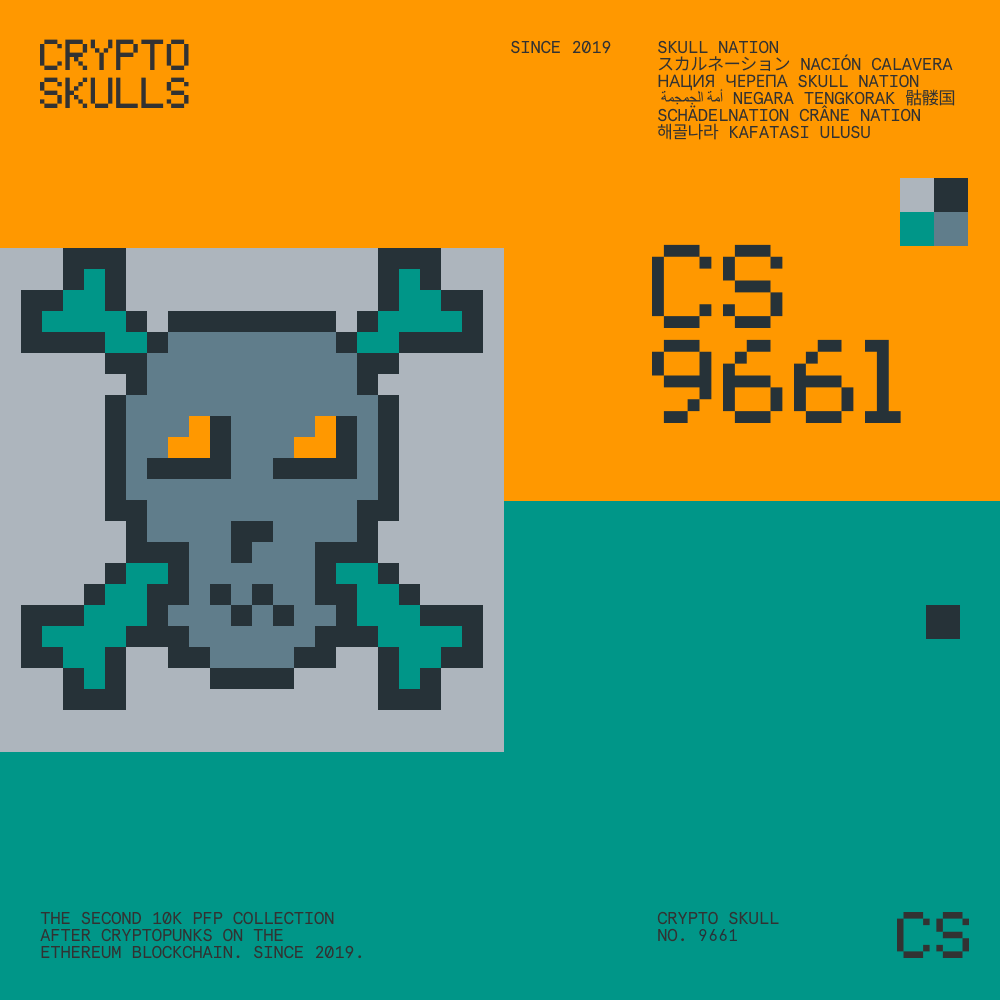 CRYPTO
SKULLS
SINCE 2019
SKULL NATION
スカルネーション NACIÓN CALAVERA
НАЦИЯ ЧЕРЕПА SKULL NATION
أمة الجمجمة NEGARA TENGKORAK 骷髅国
SCHÄDELNATION CRÂNE NATION
해골나라 KAFATASI ULUSU
CS
9661
THE SECOND 10K PFP COLLECTION
AFTER CRYPTOPUNKS ON THE
ETHEREUM BLOCKCHAIN. SINCE 2019.
CRYPTO SKULL
NO. 9661
CS